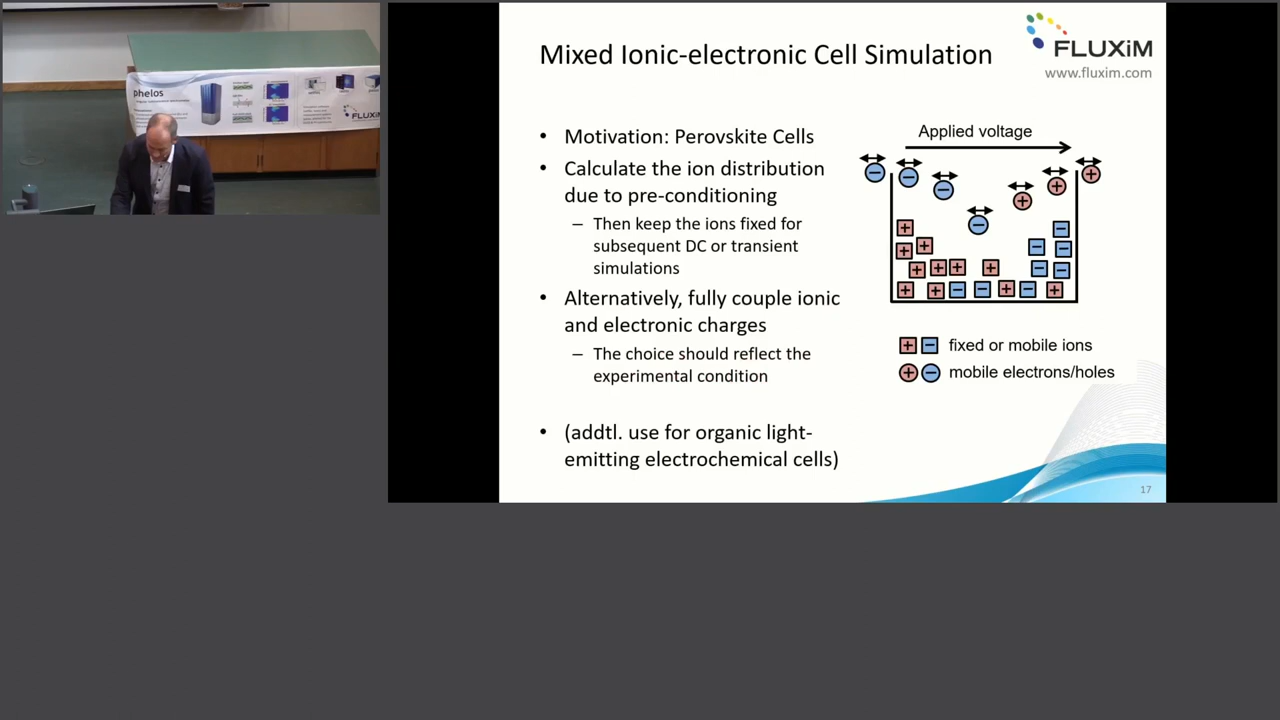 phelos
FLUXiM
Mixed Ionic-electronic Cell Simulation
FLUXiM
www.fluxim.com
• Motivation: Perovskite Cells
• Calculate the ion distribution
due to pre-conditioning
– Then keep the ions fixed for
subsequent DC or transient
simulations
• Alternatively, fully couple ionic
and electronic charges
– The choice should reflect the
experimental condition
• (addtl. use for organic light-
emitting electrochemical cells)
Applied voltage
fixed or mobile ions
mobile electrons/holes
17